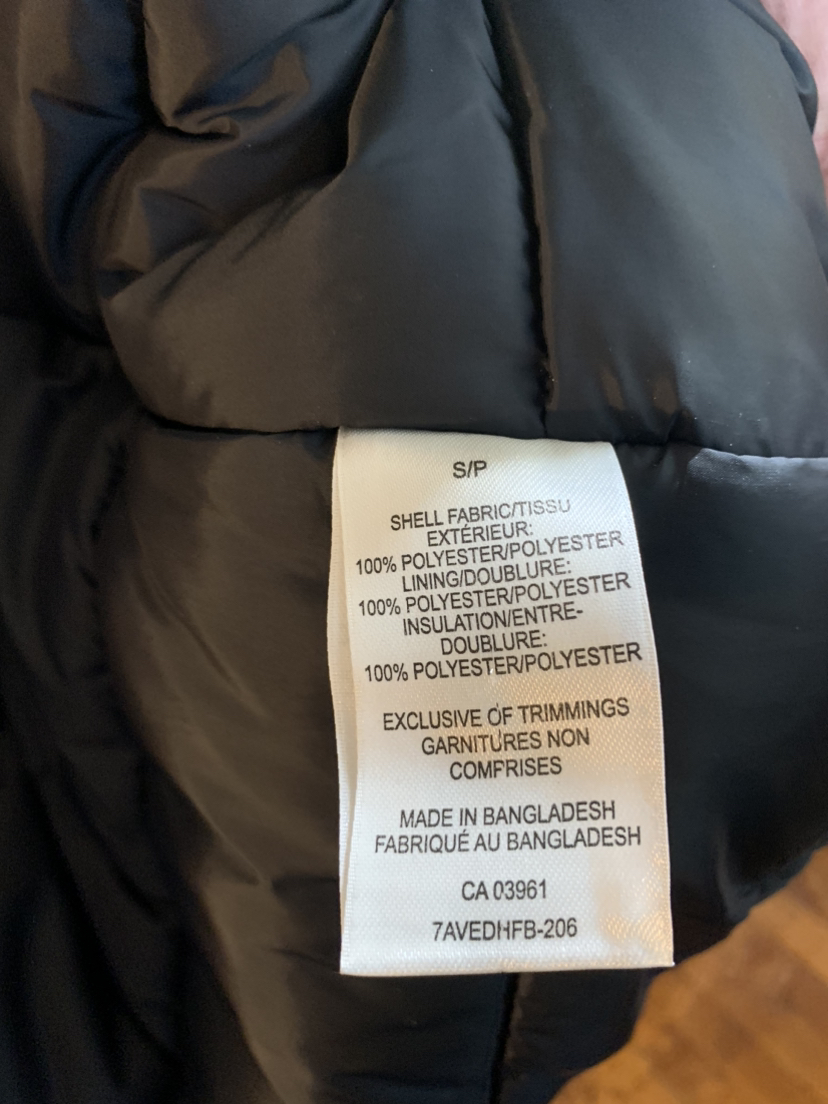 S/P
SHELL FABRIC/TISSU
EXTÉRIEUR:
100% POLYESTER/POLYESTER
LINING/DOUBLURE:
100% POLYESTER/POLYESTER
INSULATION/ENTRE-
DOUBLURE:
100% POLYESTER/POLYESTER
EXCLUSIVE OF TRIMMINGS
GARNITURES NON
COMPRISES
MADE IN BANGLADESH
FABRIQUÉ AU BANGLADESH
CA 03961
7AVEDHFB-206